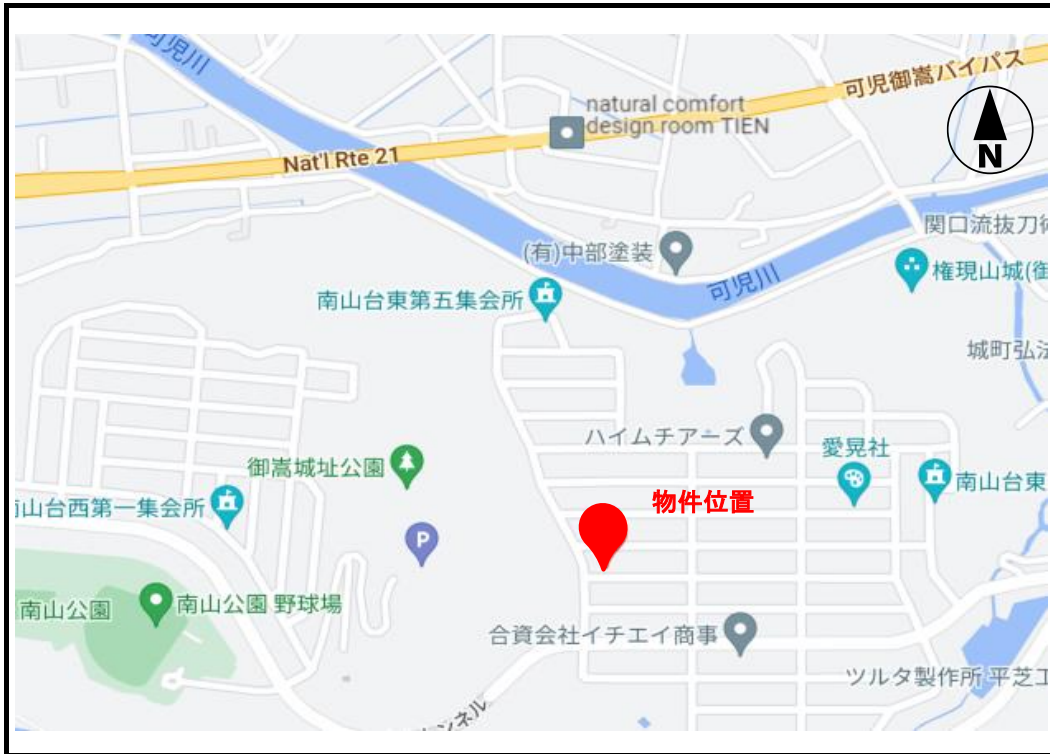 可児川
可児御嵩バイパス
natural comfort
design room TIEN
N
Nat'l Rte 21
関口流抜刀術
(有)中部塗装
権現山城(御
可児川
南山台東第五集会所
城町弘法
ハイムチアーズ
愛晃社
御嵩城址公園
南山台東
南山台西第一集会所
物件位置
P
南山公園
南山公園 野球場
合資会社イチエイ商事
ツルタ製作所 平芝工
ンネル